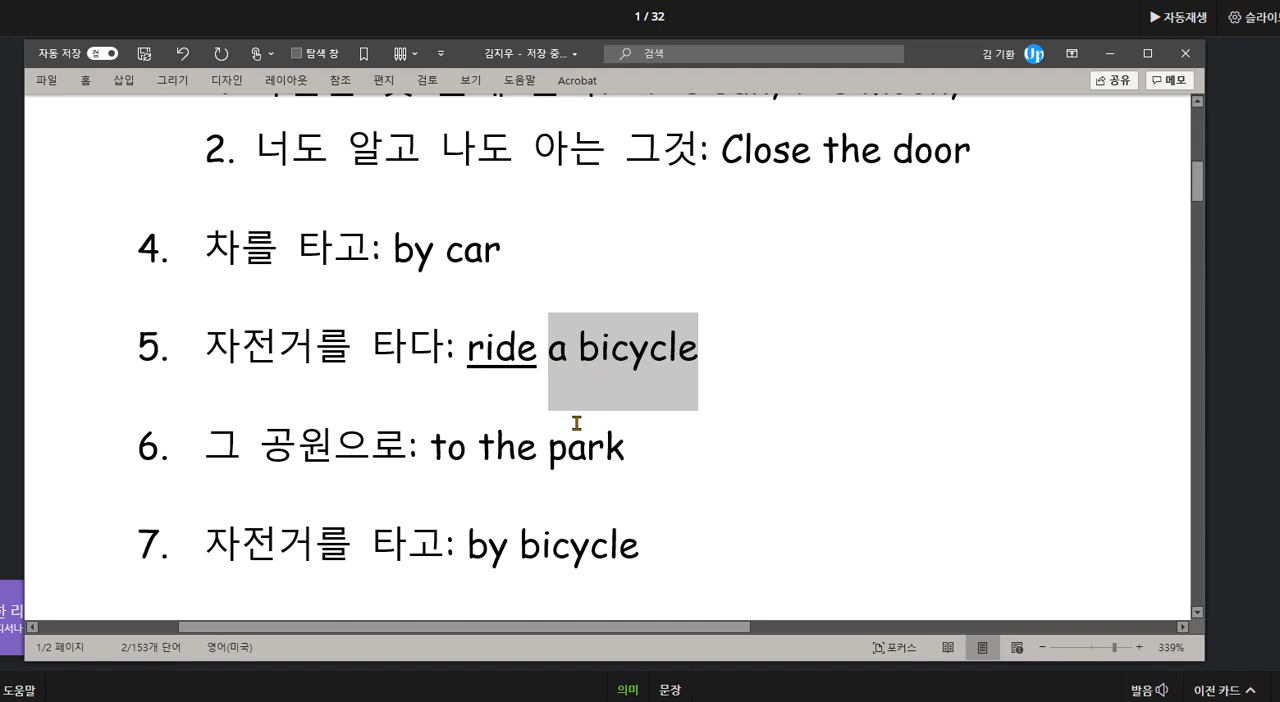 1 / 32
▶자동재생
슬라이드
자동 저장 컴
탐색 창
김지우 - 저장 중...
검색
김 기환
Up
파일 홈 삽입 그리기 디자인 레이아웃 참조 편지 검토 보기 도움말 Acrobat
공유 메모
2. 너도 알고 나도 아는 그것: Close the door
4. 차를 타고: by car
5. 자전거를 타다: ride a bicycle
6. 그 공원으로: to the park
7. 자전거를 타고: by bicycle
한 리
1/2 페이지 2/153개 단어 영어(미국)
포커스
339%
도움말
의미 문장
발음 이전 카드